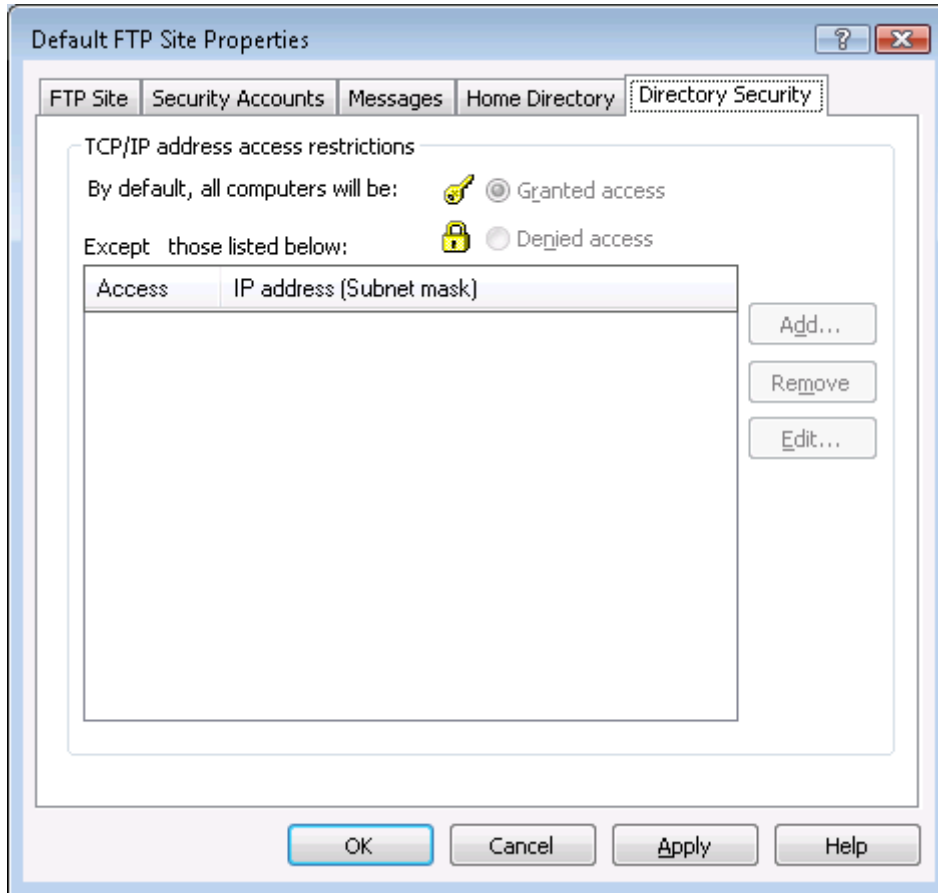 Default FTP Site Properties
FTP Site Security Accounts Messages Home Directory Directory Security
TCP/IP address access restrictions
By default, all computers will be: Granted access
Denied access
Except those listed below:
Access IP address (Subnet mask)
Add...
Remove
Edit...
OK Cancel Apply Help